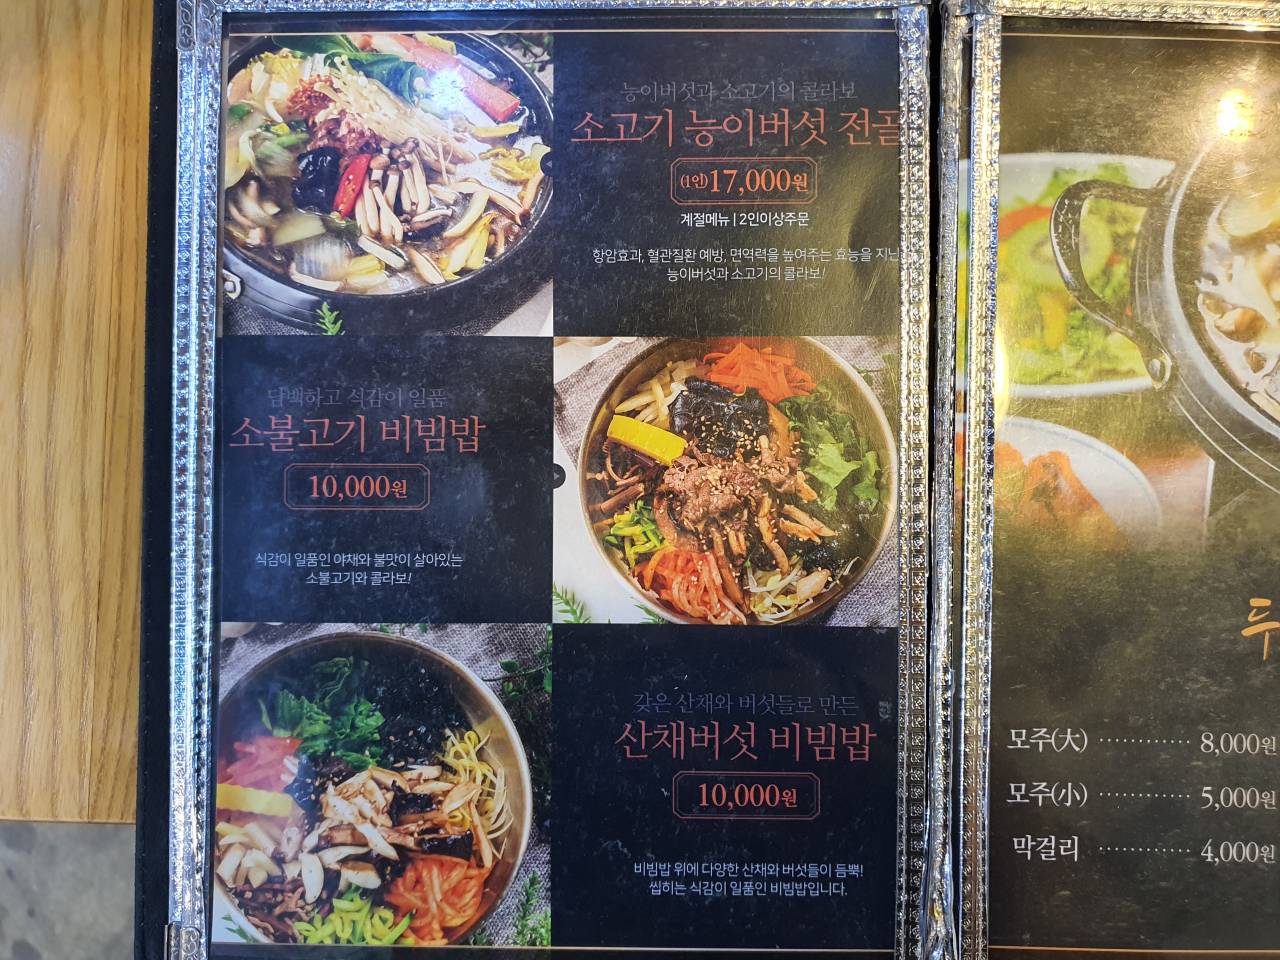 능이버섯과 소고기의 콜라보
소고기 능이버섯 전골
(1인)17,000원
계절메뉴 | 2인이상주문
항암효과, 혈관질환 예방, 면역력을 높여주는 효능을 지닌
능이버섯과 소고기의 콜라보!
담백하고 식감이 일품
소불고기 비빔밥
10,000원
식감이 일품인 야채와 불맛이 살아있는
소불고기와 콜라보!
갖은 산채와 버섯들로 만든
산채버섯 비빔밥
10,000원
비빔밥 위에 다양한 산채와 버섯들이 듬뿍!
씹히는 식감이 일품인 비빔밥입니다.
두
모주(大) ············ 8,000원
모주(小) ············ 5,000원
막걸리 ············ 4,000원